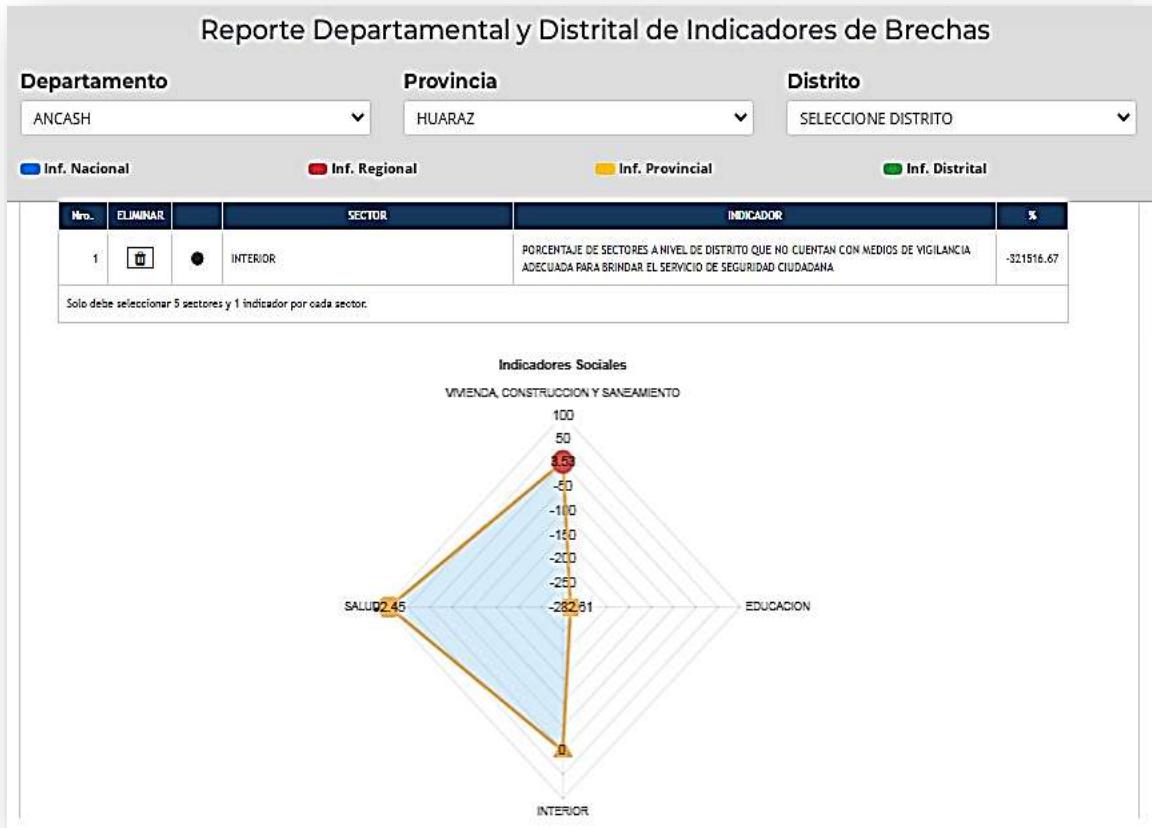 Reporte Departamental y Distrital de Indicadores de Brechas
Departamento Provincia Distrito
ANCASH HUARAZ SELECCIONE DISTRITO
Inf. Nacional Inf. Regional Inf. Provincial Inf. Distrital
Nro. ELIMINAR SECTOR INDICADOR %
1 INTERIOR PORCENTAJE DE SECTORES A NIVEL DE DISTRITO QUE NO CUENTAN CON MEDIOS DE VIGILANCIA
ADECUADA PARA BRINDAR EL SERVICIO DE SEGURIDAD CIUDADANA -321516.67
Solo debe seleccionar 5 sectores y 1 indicador por cada sector.
Indicadores Sociales
VIVIENDA, CONSTRUCCION Y SANEAMIENTO
100
50
3.53
-50
-100
-150
-200
-250
SALUD 2.45 -282.61 EDUCACION
0
INTERIOR